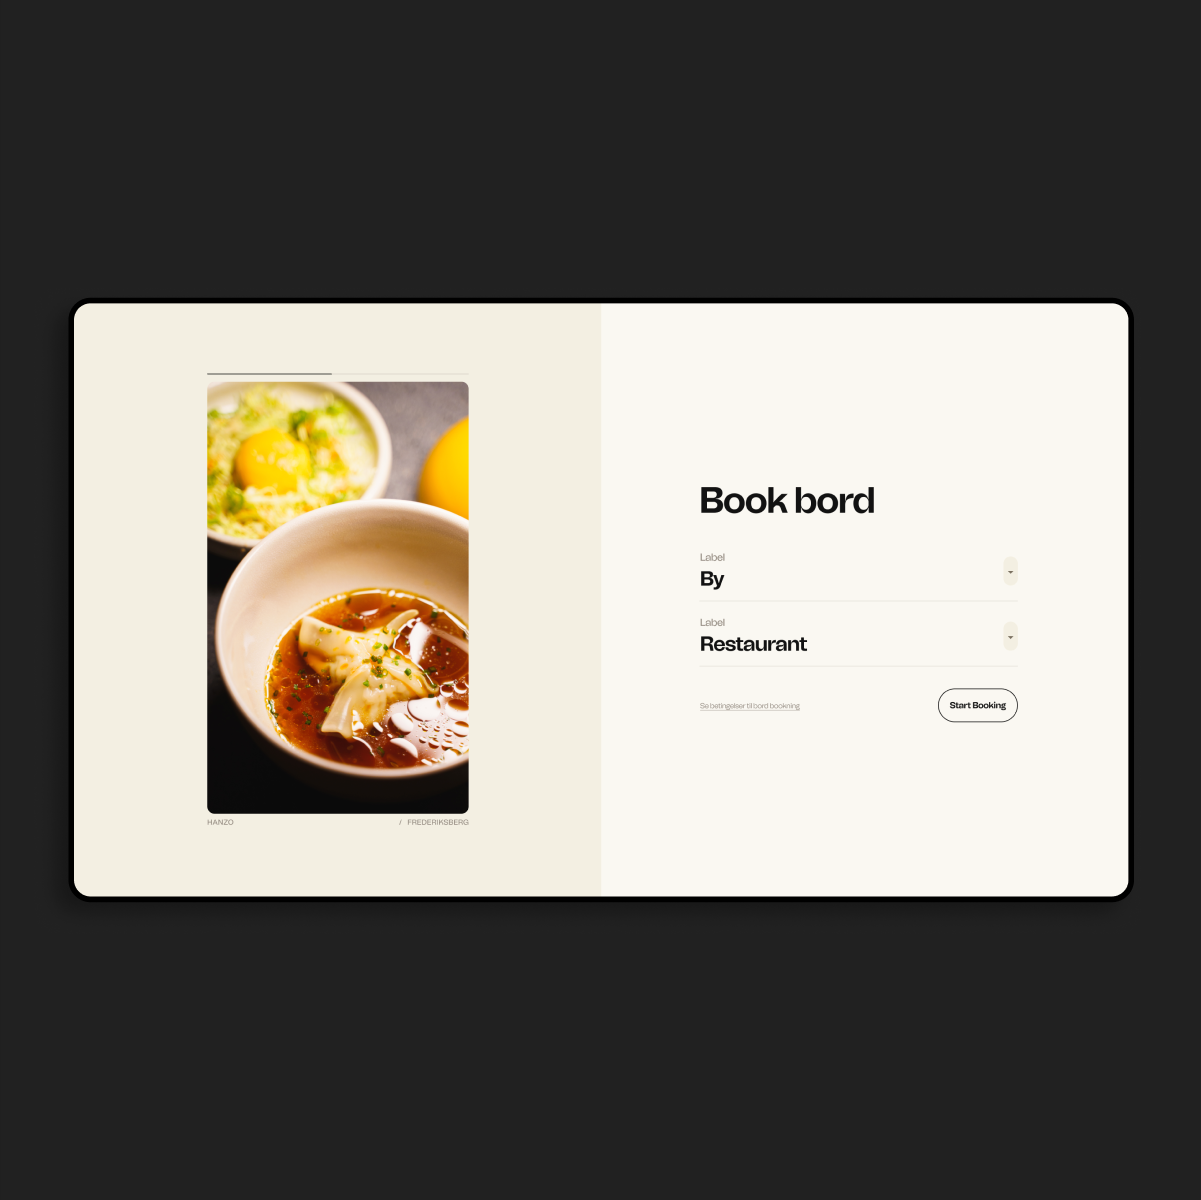 HANZO / FREDERIKSBERG
Book bord
Label
By
Label
Restaurant
Se betingelser til bord bookning
Start Booking